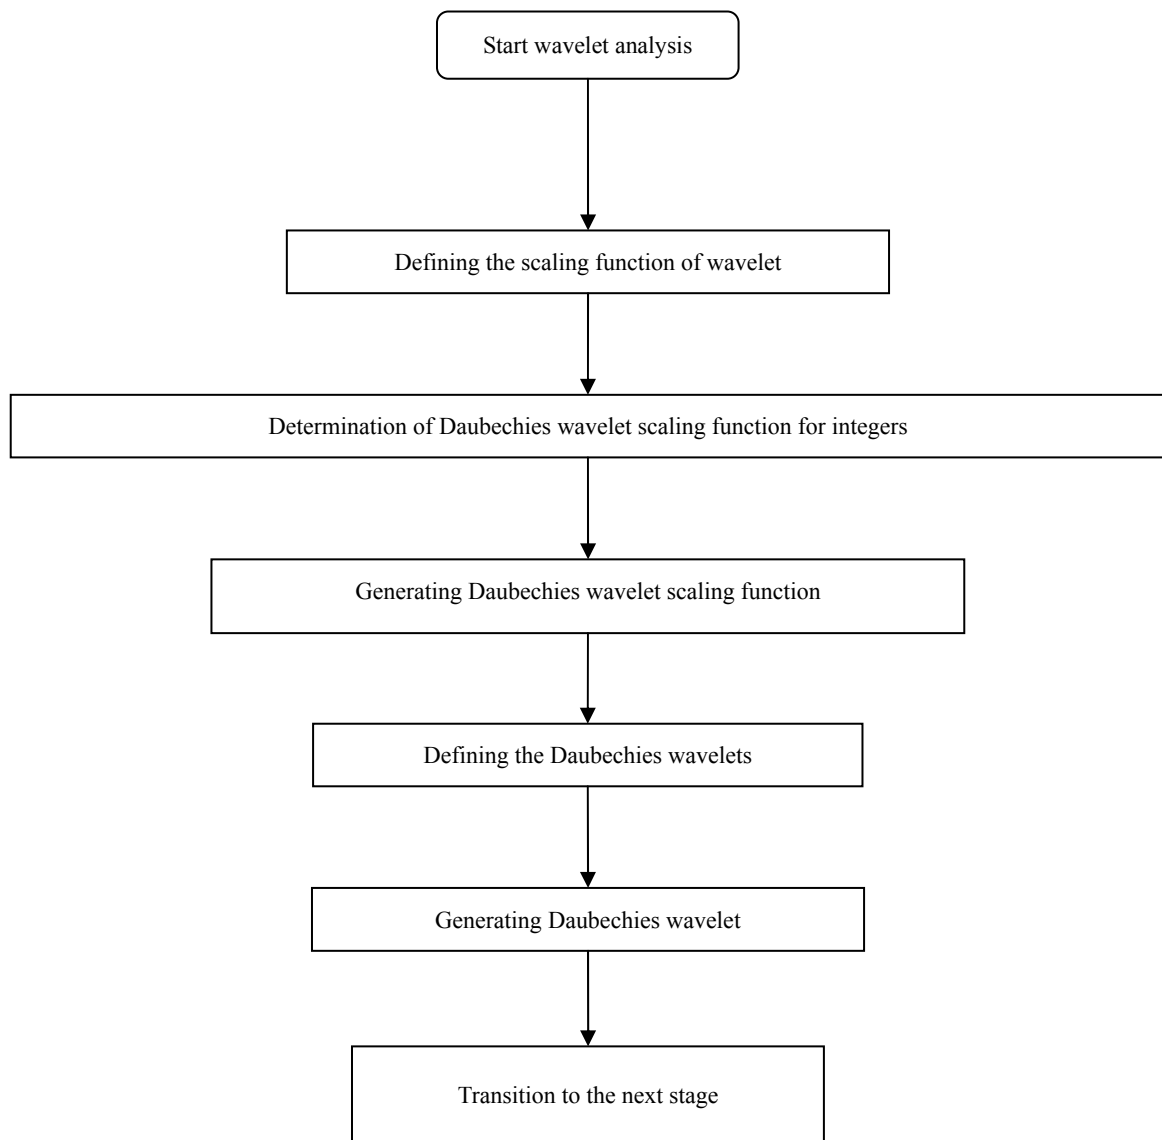 Start wavelet analysis
Defining the scaling function of wavelet
Determination of Daubechies wavelet scaling function for integers
Generating Daubechies wavelet scaling function
Defining the Daubechies wavelets
Generating Daubechies wavelet
Transition to the next stage